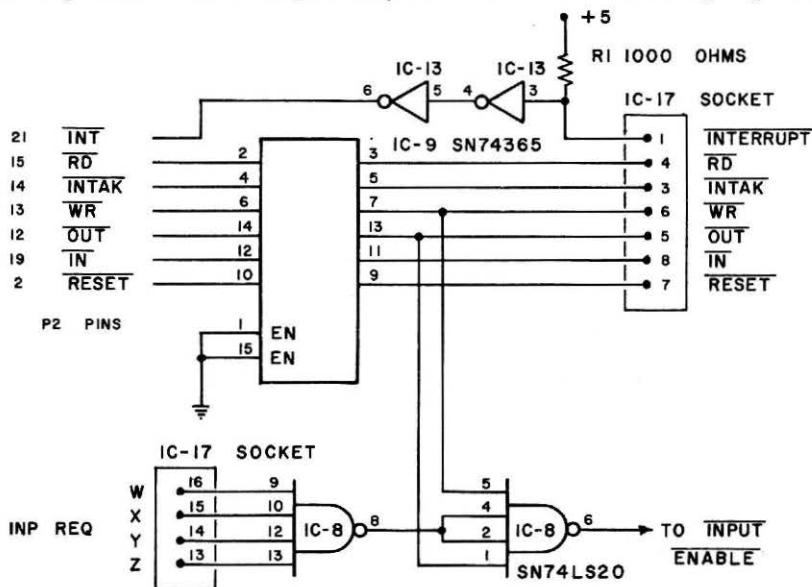 +5
R1 1000 OHMS
IC-13 IC-13
6 5 4 3
IC-17 SOCKET
IC-9 SN74365
21 INT 1 INTERRUPT
15 RD 2 3 4 RD
14 INTAK 4 5 3 INTAK
13 WR 6 7 6 WR
12 OUT 14 13 5 OUT
19 IN 12 11 8 IN
2 RESET 10 9 7 RESET
P2 PINS
1 EN
15 EN
IC-17 SOCKET
W 16 9 5
X 15 10 4
INP REQ IC-8 8 IC-8 6 TO INPUT
Y 14 12 2
ENABLE
Z 13 13 1
SN74LS20